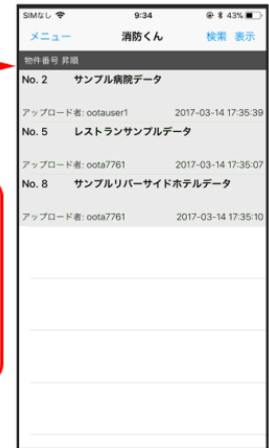 SIMなし 9:34 43%
メニュー 消防くん 検索 表示
物件番号 昇順
No. 2 サンプル病院データ
アップロード者: ootauser1 2017-03-14 17:35:39
No. 5 レストランサンプルデータ
アップロード者: oota7761 2017-03-14 17:35:07
No. 8 サンプルリバーサイドホテルデータ
アップロード者: oota7761 2017-03-14 17:35:10